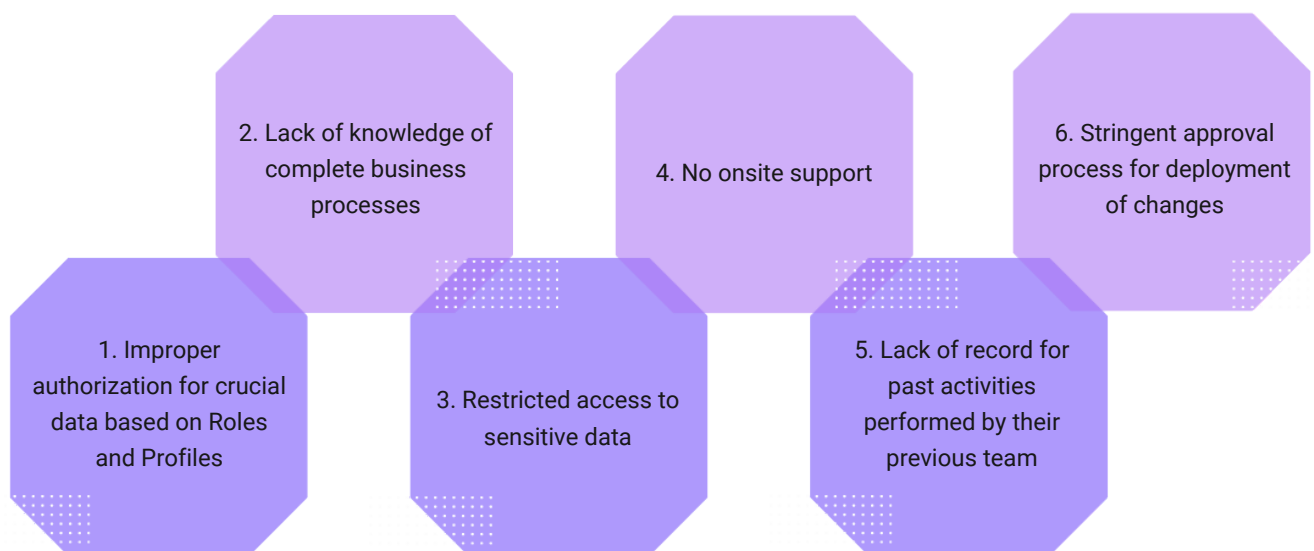 1. Improper
authorization for crucial
data based on Roles
and Profiles
2. Lack of knowledge of
complete business
processes
3. Restricted access to
sensitive data
4. No onsite support
5. Lack of record for
past activities
performed by their
previous team
6. Stringent approval
process for deployment
of changes